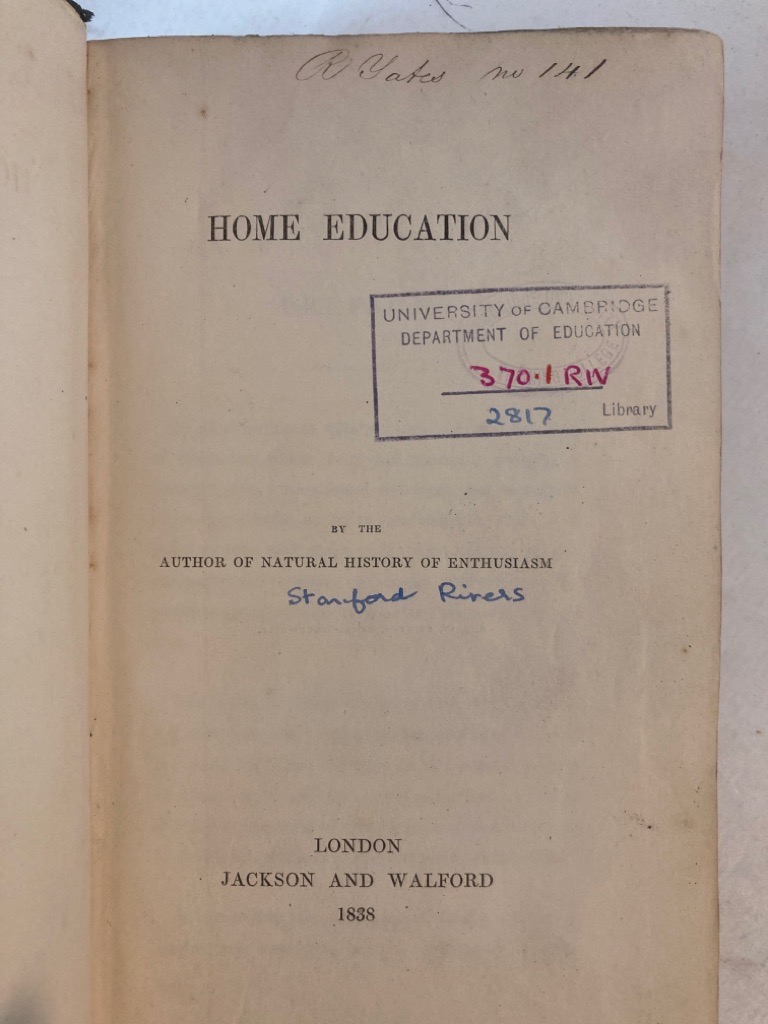 R Yates no 141
HOME EDUCATION
UNIVERSITY OF CAMBRIDGE
DEPARTMENT OF EDUCATION
370.1 RIV
2817 Library
BY THE
AUTHOR OF NATURAL HISTORY OF ENTHUSIASM
Stanford Rivers
LONDON
JACKSON AND WALFORD
1838